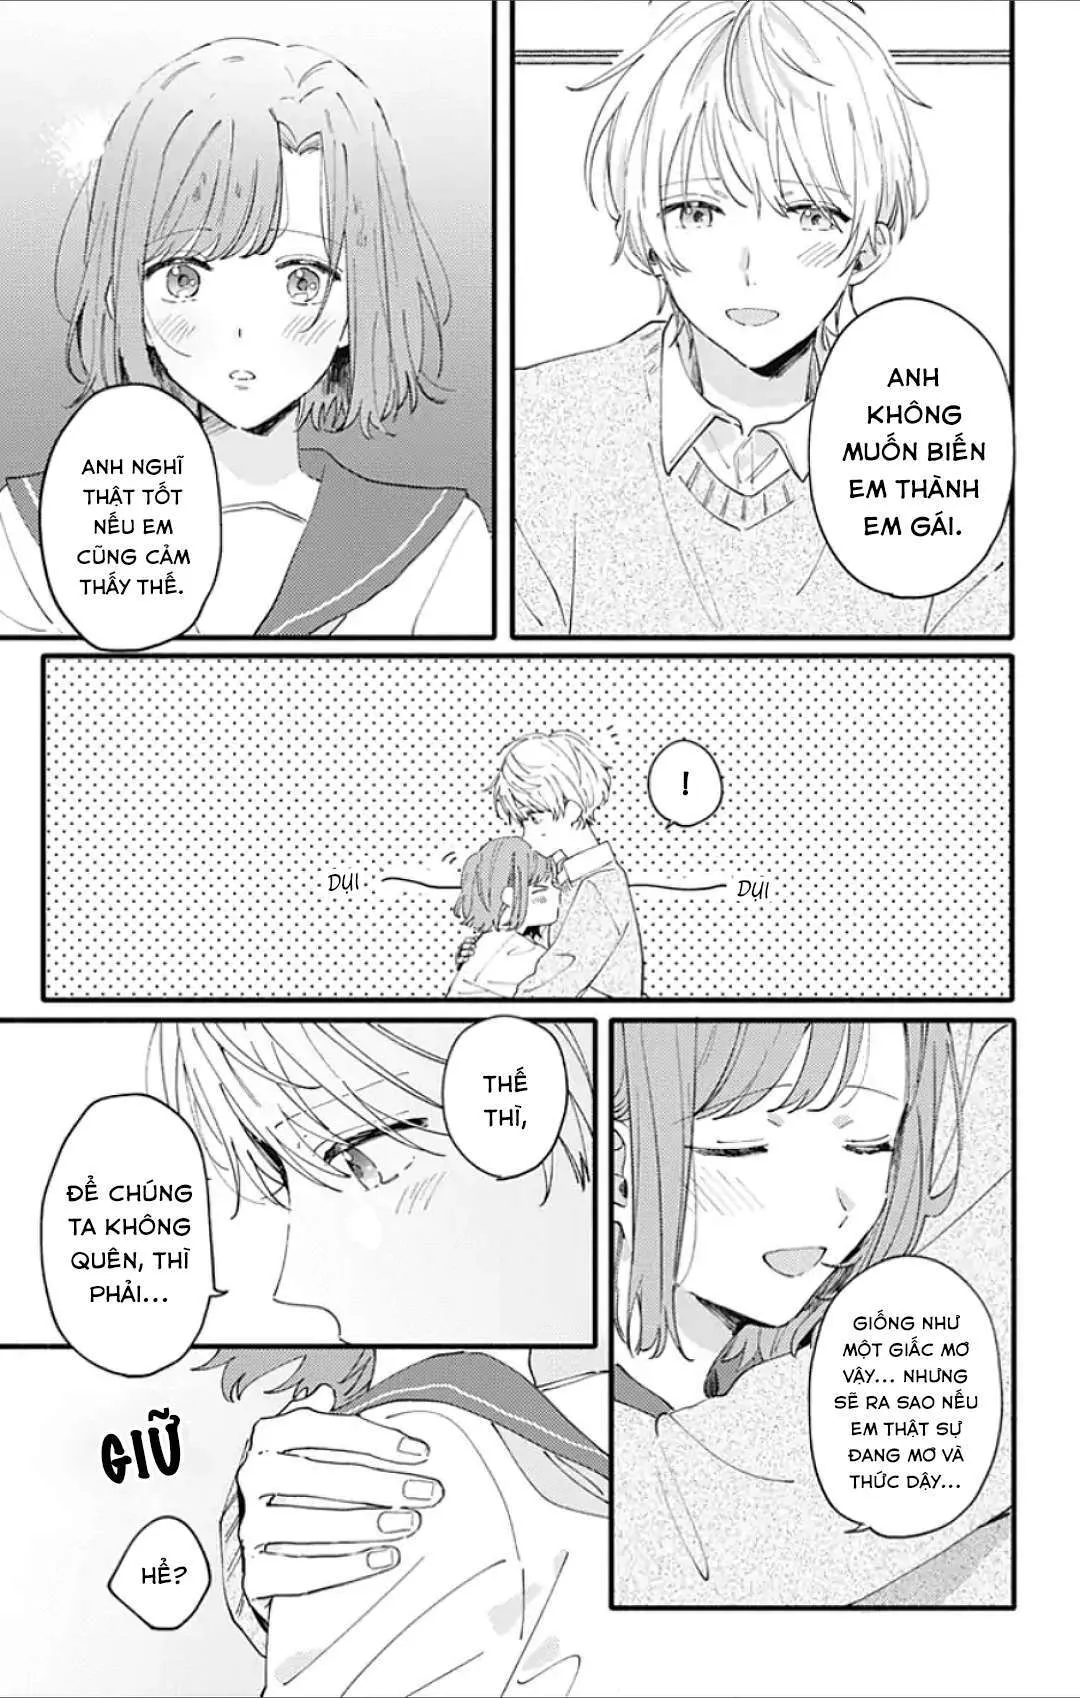 ANH
KHÔNG
MUỐN BIẾN
EM THÀNH
EM GÁI.
ANH NGHĨ
THẬT TỐT
NẾU EM
CŨNG CẢM
THẤY THẾ.
!
DỤI
DỤI
GIỐNG NHƯ
MỘT GIẤC MƠ
VẬY... NHƯNG
SẼ RA SAO NẾU
EM THẬT SỰ
ĐANG MƠ VÀ
THỨC DẬY...
THẾ
THÌ,
ĐỂ CHÚNG
TA KHÔNG
QUÊN, THÌ
PHẢI...
GIỮ
HỂ?